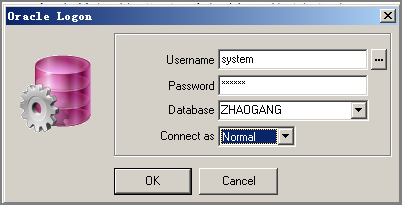 Oracle Logon
Username system ...
Password ******
Database ZHAOGANG
Connect as Normal
OK Cancel